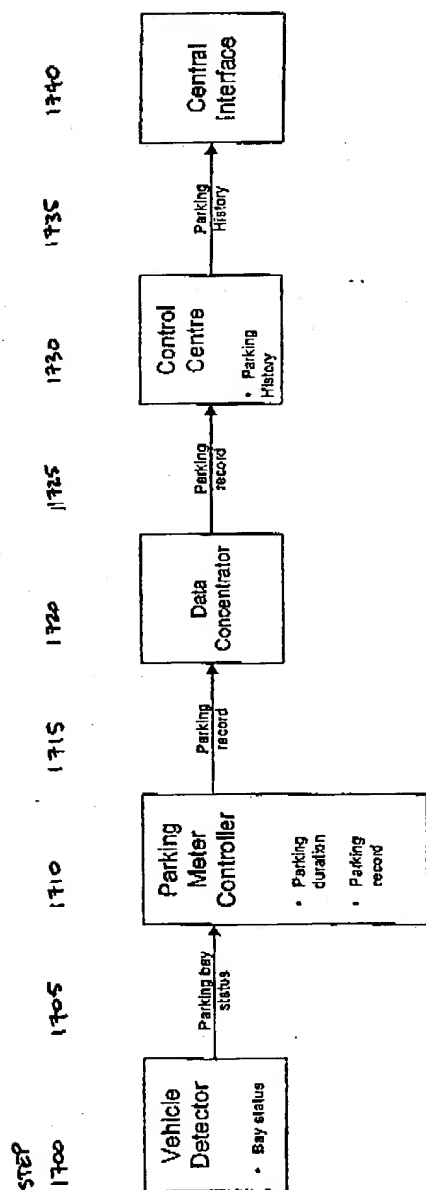 STEP
1700
1705
1710
1715
1720
1725
1730
1735
1740
Vehicle
Detector
• Bay status
Parking bay
status
Parking
Meter
Controller
• Parking
duration
• Parking
record
Parking
record
Data
Concentrator
Parking
record
Control
Centre
• Parking
History
Parking
History
Central
Interface